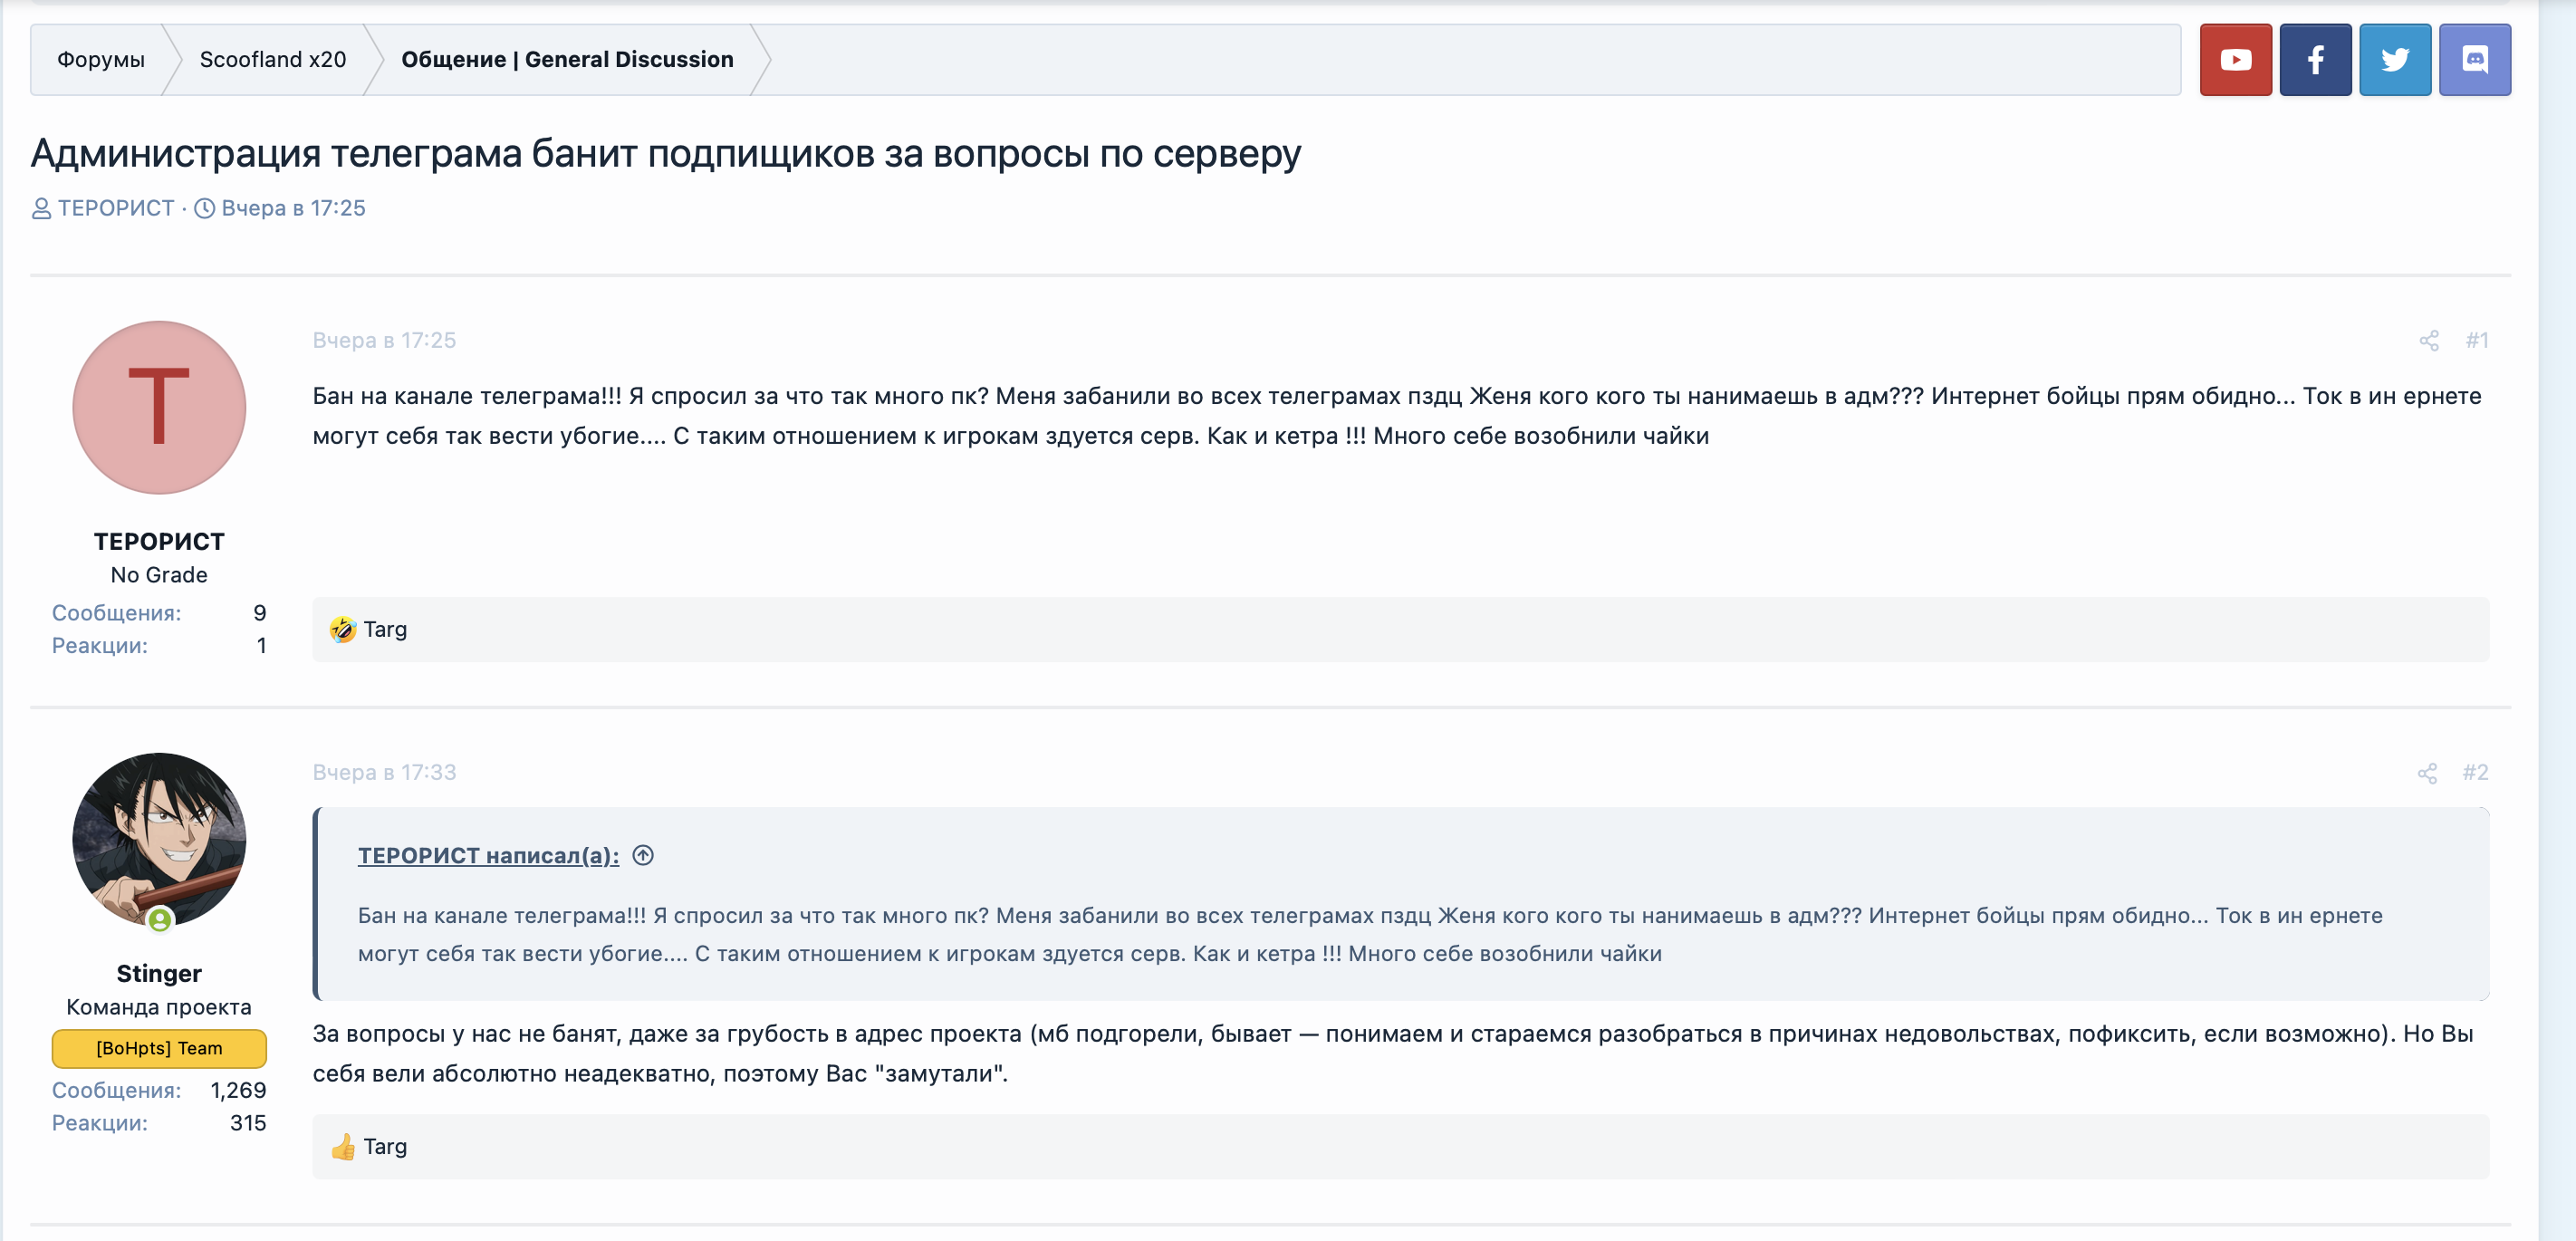 Форумы
Scoofland x20
Общение | General Discussion
Администрация телеграма банит подпищиков за вопросы по серверу
ТЕРОРИСТ · Вчера в 17:25
T
Вчера в 17:25
#1
Бан на канале телеграма!!! Я спросил за что так много пк? Меня забанили во всех телеграмах пздц Женя кого кого ты нанимаешь в адм??? Интернет бойцы прям обидно... Ток в ин ернете
могут себя так вести убогие.... С таким отношением к игрокам здуется серв. Как и кетра !!! Много себе возобнили чайки
ТЕРОРИСТ
No Grade
Сообщения: 9
Реакции: 1
🤣 Targ
Вчера в 17:33
#2
ТЕРОРИСТ написал(а):
Бан на канале телеграма!!! Я спросил за что так много пк? Меня забанили во всех телеграмах пздц Женя кого кого ты нанимаешь в адм??? Интернет бойцы прям обидно... Ток в ин ернете
могут себя так вести убогие.... С таким отношением к игрокам здуется серв. Как и кетра !!! Много себе возобнили чайки
Stinger
Команда проекта
[BoHpts] Team
Сообщения: 1,269
Реакции: 315
За вопросы у нас не банят, даже за грубость в адрес проекта (мб подгорели, бывает — понимаем и стараемся разобраться в причинах недовольствах, пофиксить, если возможно). Но Вы
себя вели абсолютно неадекватно, поэтому Вас "замутали".
👍 Targ